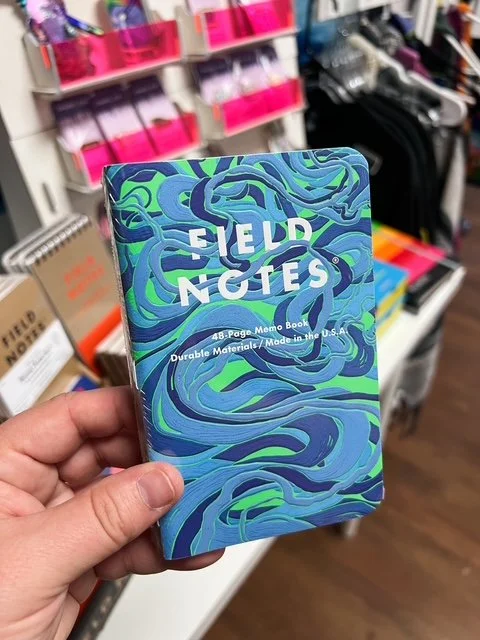 FIELD
NOTES®
48-Page Memo Book
Durable Materials / Made in the U.S.A.
FIELD
NOTES